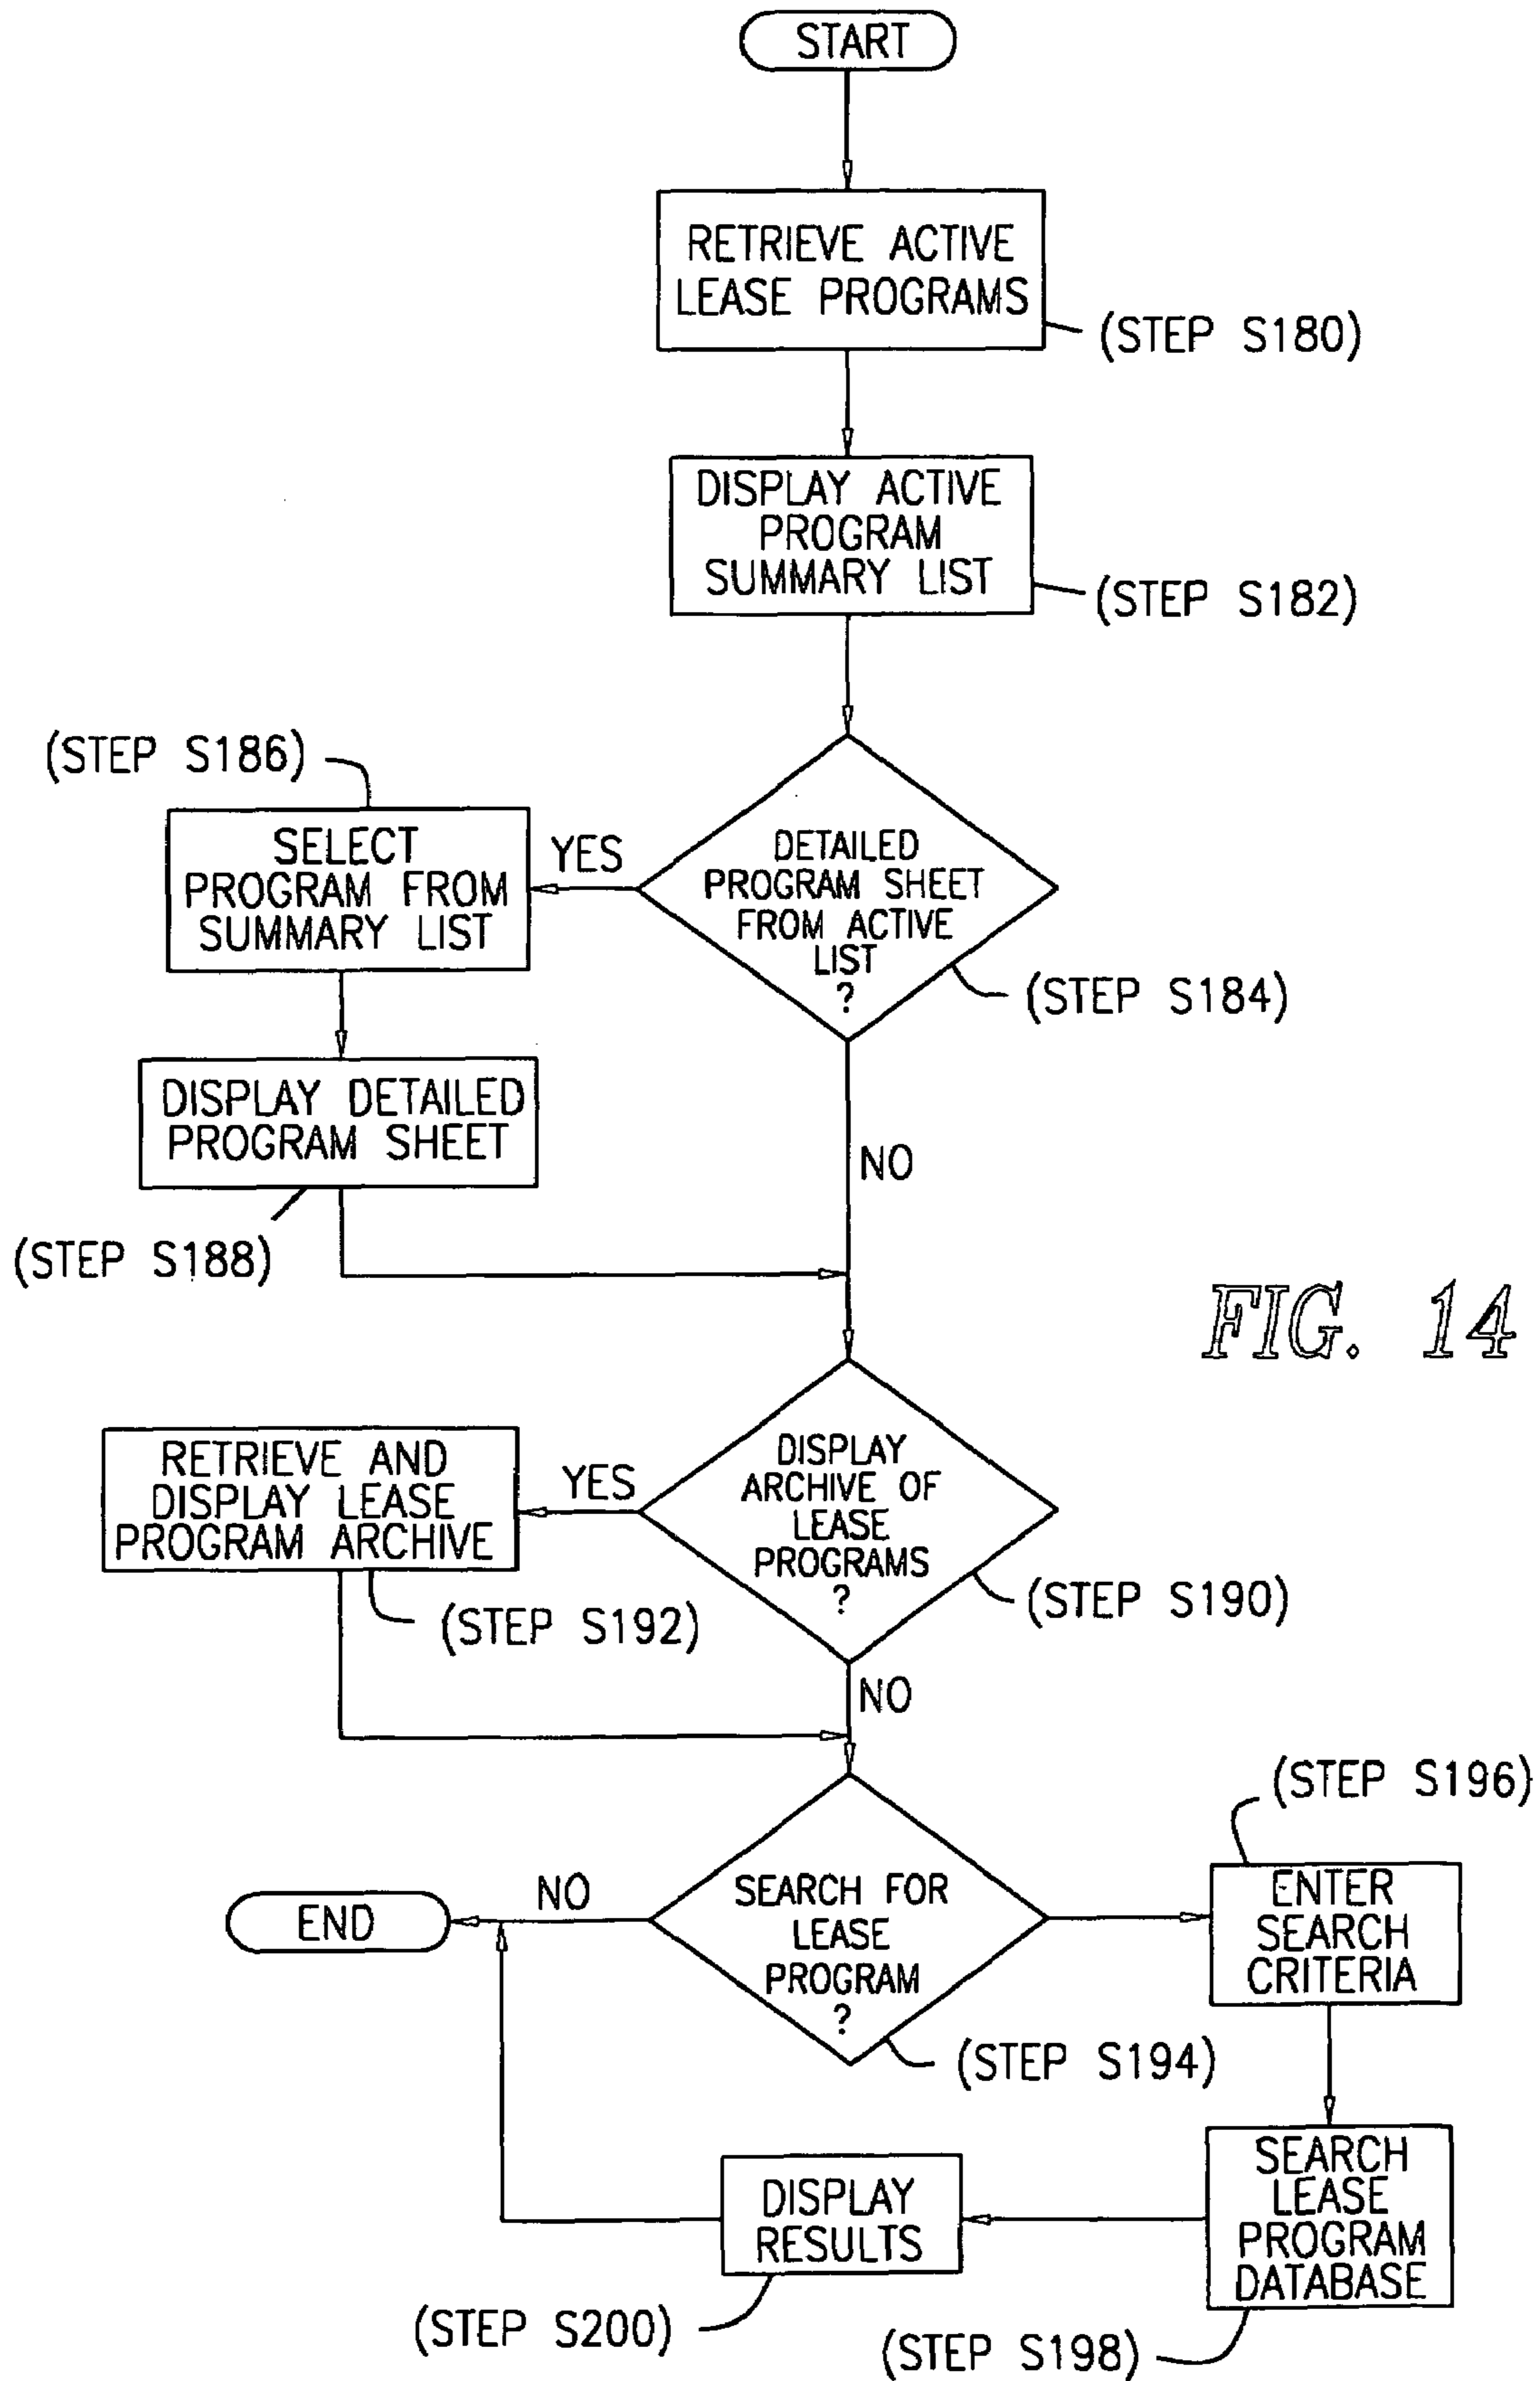 START
RETRIEVE ACTIVE
LEASE PROGRAMS
(STEP S180)
DISPLAY ACTIVE
PROGRAM
SUMMARY LIST
(STEP S182)
(STEP S186)
SELECT
PROGRAM FROM
SUMMARY LIST
YES
DETAILED
PROGRAM SHEET
FROM ACTIVE
LIST
?
(STEP S184)
DISPLAY DETAILED
PROGRAM SHEET
(STEP S188)
NO
FIG. 14
RETRIEVE AND
DISPLAY LEASE
PROGRAM ARCHIVE
(STEP S192)
YES
DISPLAY
ARCHIVE OF
LEASE
PROGRAMS
?
(STEP S190)
NO
(STEP S196)
END
NO
SEARCH FOR
LEASE
PROGRAM
?
(STEP S194)
ENTER
SEARCH
CRITERIA
DISPLAY
RESULTS
(STEP S200)
SEARCH
LEASE
PROGRAM
DATABASE
(STEP S198)